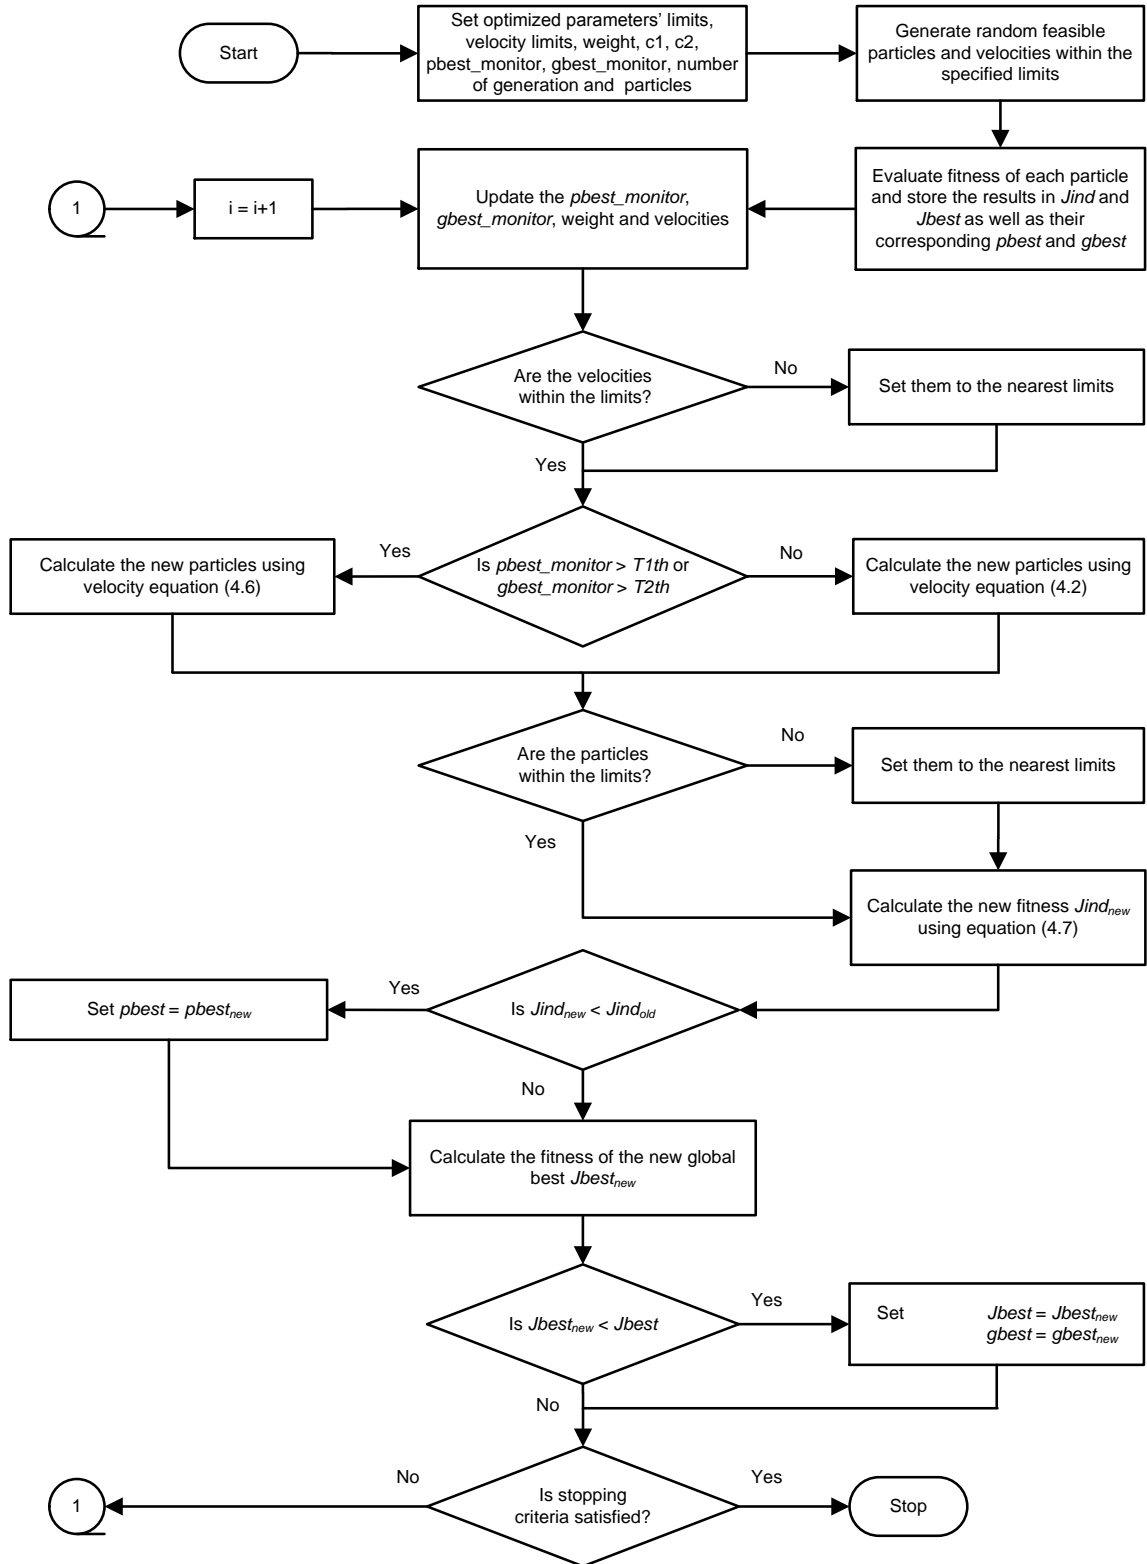 Start
Set optimized parameters’ limits,
velocity limits, weight, c1, c2,
pbest_monitor, gbest_monitor, number
of generation and particles
Generate random feasible
particles and velocities within the
specified limits
1
i = i+1
Update the pbest_monitor,
gbest_monitor, weight and velocities
Evaluate fitness of each particle
and store the results in Jind and
Jbest as well as their
corresponding pbest and gbest
Are the velocities
within the limits?
No
Set them to the nearest limits
Yes
Calculate the new particles using
velocity equation (4.6)
Yes
Is pbest_monitor > T1th or
gbest_monitor > T2th
No
Calculate the new particles using
velocity equation (4.2)
Are the particles
within the limits?
No
Set them to the nearest limits
Yes
Calculate the new fitness Jindnew
using equation (4.7)
Set pbest = pbestnew
Yes
Is Jindnew < Jindold
No
Calculate the fitness of the new global
best Jbestnew
Is Jbestnew < Jbest
Yes
Set Jbest = Jbestnew
gbest = gbestnew
No
1
No
Is stopping
criteria satisfied?
Yes
Stop